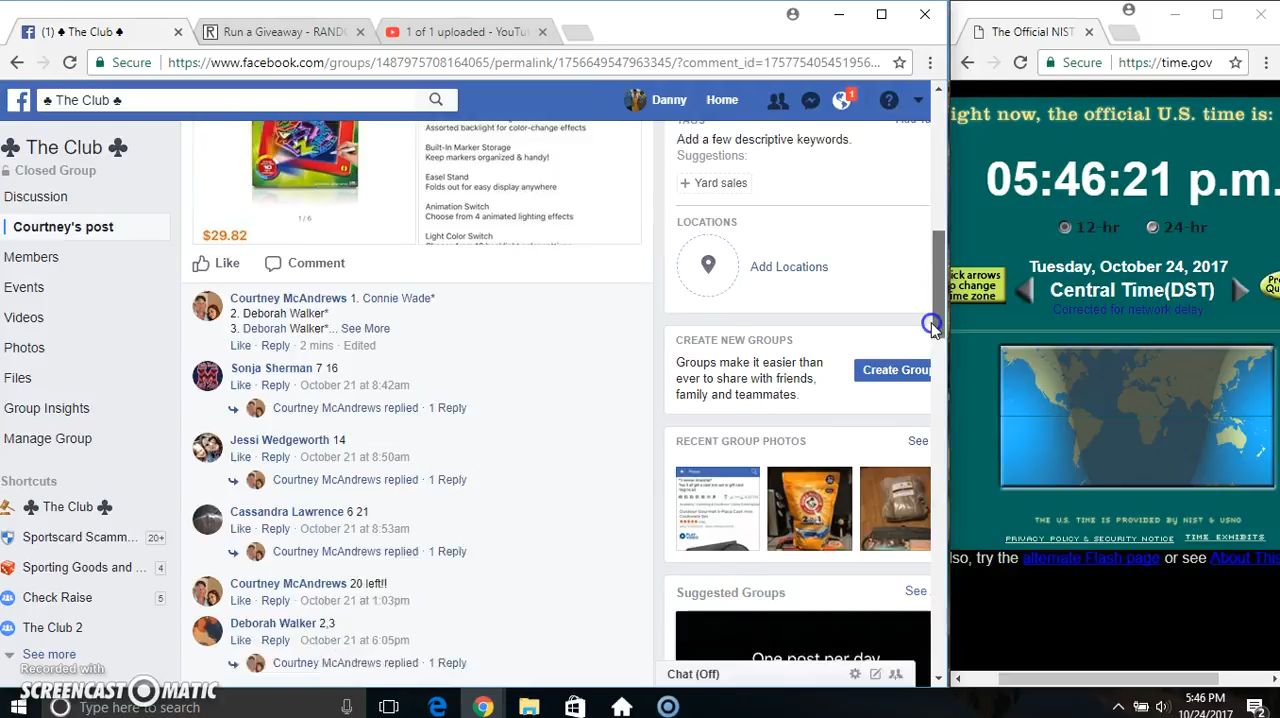 (1) ♣ The Club ♣
Run a Giveaway - RAND
1 of 1 uploaded - YouTu
The Official NIST
Secure
https://www.facebook.com/groups/1487975708164065/permalink/1756649547963345/?comment_id=175775405451956...
Secure
https://time.gov
♣ The Club ♣
Danny
Home
1
♣ The Club ♣
Closed Group
Discussion
Courtney's post
Members
Events
Videos
Photos
Files
Group Insights
Manage Group
Shortcuts
♣ The Club ♣
Sportscard Scamm...
20+
Sporting Goods and ...
4
Check Raise
5
The Club 2
See more
Recorded with
SCREENCAST-O-MATIC
Assorted backlight for color-change effects
Built-In Marker Storage
Keep markers organized & handy!
Easel Stand
Folds out for easy display anywhere
Animation Switch
Choose from 4 animated lighting effects
Light Color Switch
1/6
$29.82
Like
Comment
Courtney McAndrews 1. Connie Wade*
2. Deborah Walker*
3. Deborah Walker*... See More
Like · Reply · 2 mins · Edited
Sonja Sherman 7 16
Like · Reply · October 21 at 8:42am
Courtney McAndrews replied · 1 Reply
Jessi Wedgeworth 14
Like · Reply · October 21 at 8:50am
Courtney McAndrews replied · 1 Reply
Cassandra Lawrence 6 21
Like · Reply · October 21 at 8:53am
Courtney McAndrews replied · 1 Reply
Courtney McAndrews 20 left!!
Like · Reply · October 21 at 1:03pm
Deborah Walker 2,3
Like · Reply · October 21 at 6:05pm
Courtney McAndrews replied · 1 Reply
TAGS
Add a few descriptive keywords.
Suggestions:
+ Yard sales
LOCATIONS
Add Locations
CREATE NEW GROUPS
Groups make it easier than
ever to share with friends,
family and teammates.
Create Grou
RECENT GROUP PHOTOS
See
Suggested Groups
See
One post per day
Chat (Off)
ight now, the official U.S. time is:
05:46:21 p.m.
12-hr
24-hr
ick arrows
o change
me zone
Tuesday, October 24, 2017
Central Time(DST)
Corrected for network delay
THE U.S. TIME IS PROVIDED BY NIST & USNO
PRIVACY POLICY & SECURITY NOTICE
TIME EXHIBITS
lso, try the alternate Flash page or see About This
Type here to search
5:46 PM
10/24/2017
2